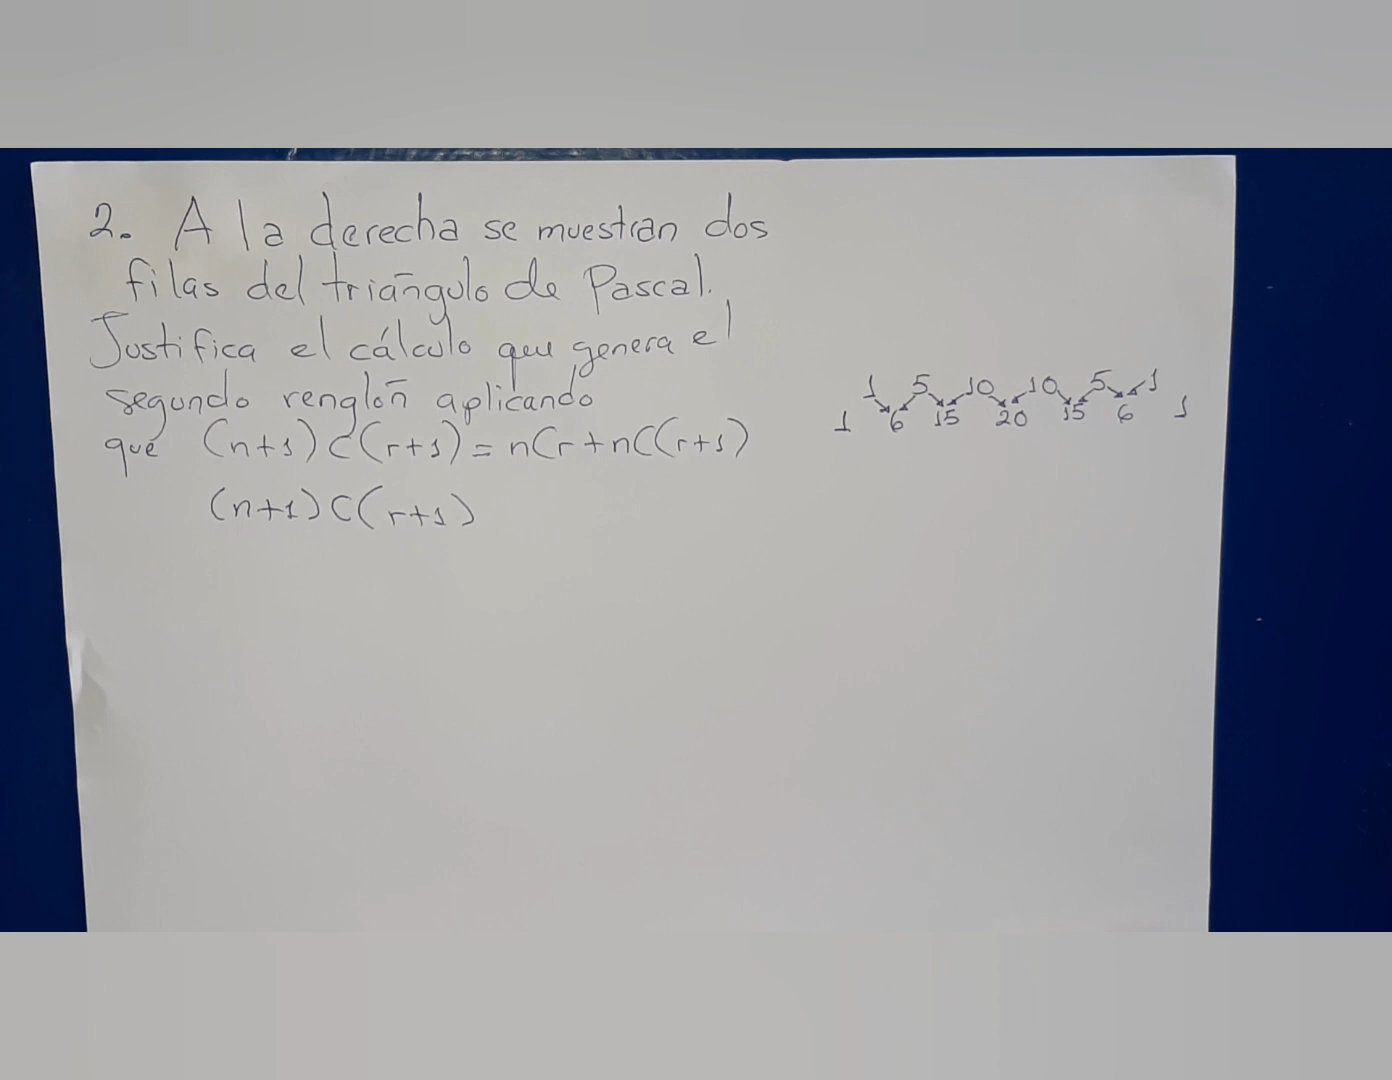 2. A la derecha se muestran dos
filas del triángulo de Pascal.
Justifica el cálculo que genera el
segundo renglón aplicando
que (n+1)C(r+1) = nCr + nC(r+1)
(n+1)C(r+1)
1 5 10 10 5 1
1 6 15 20 15 6 1